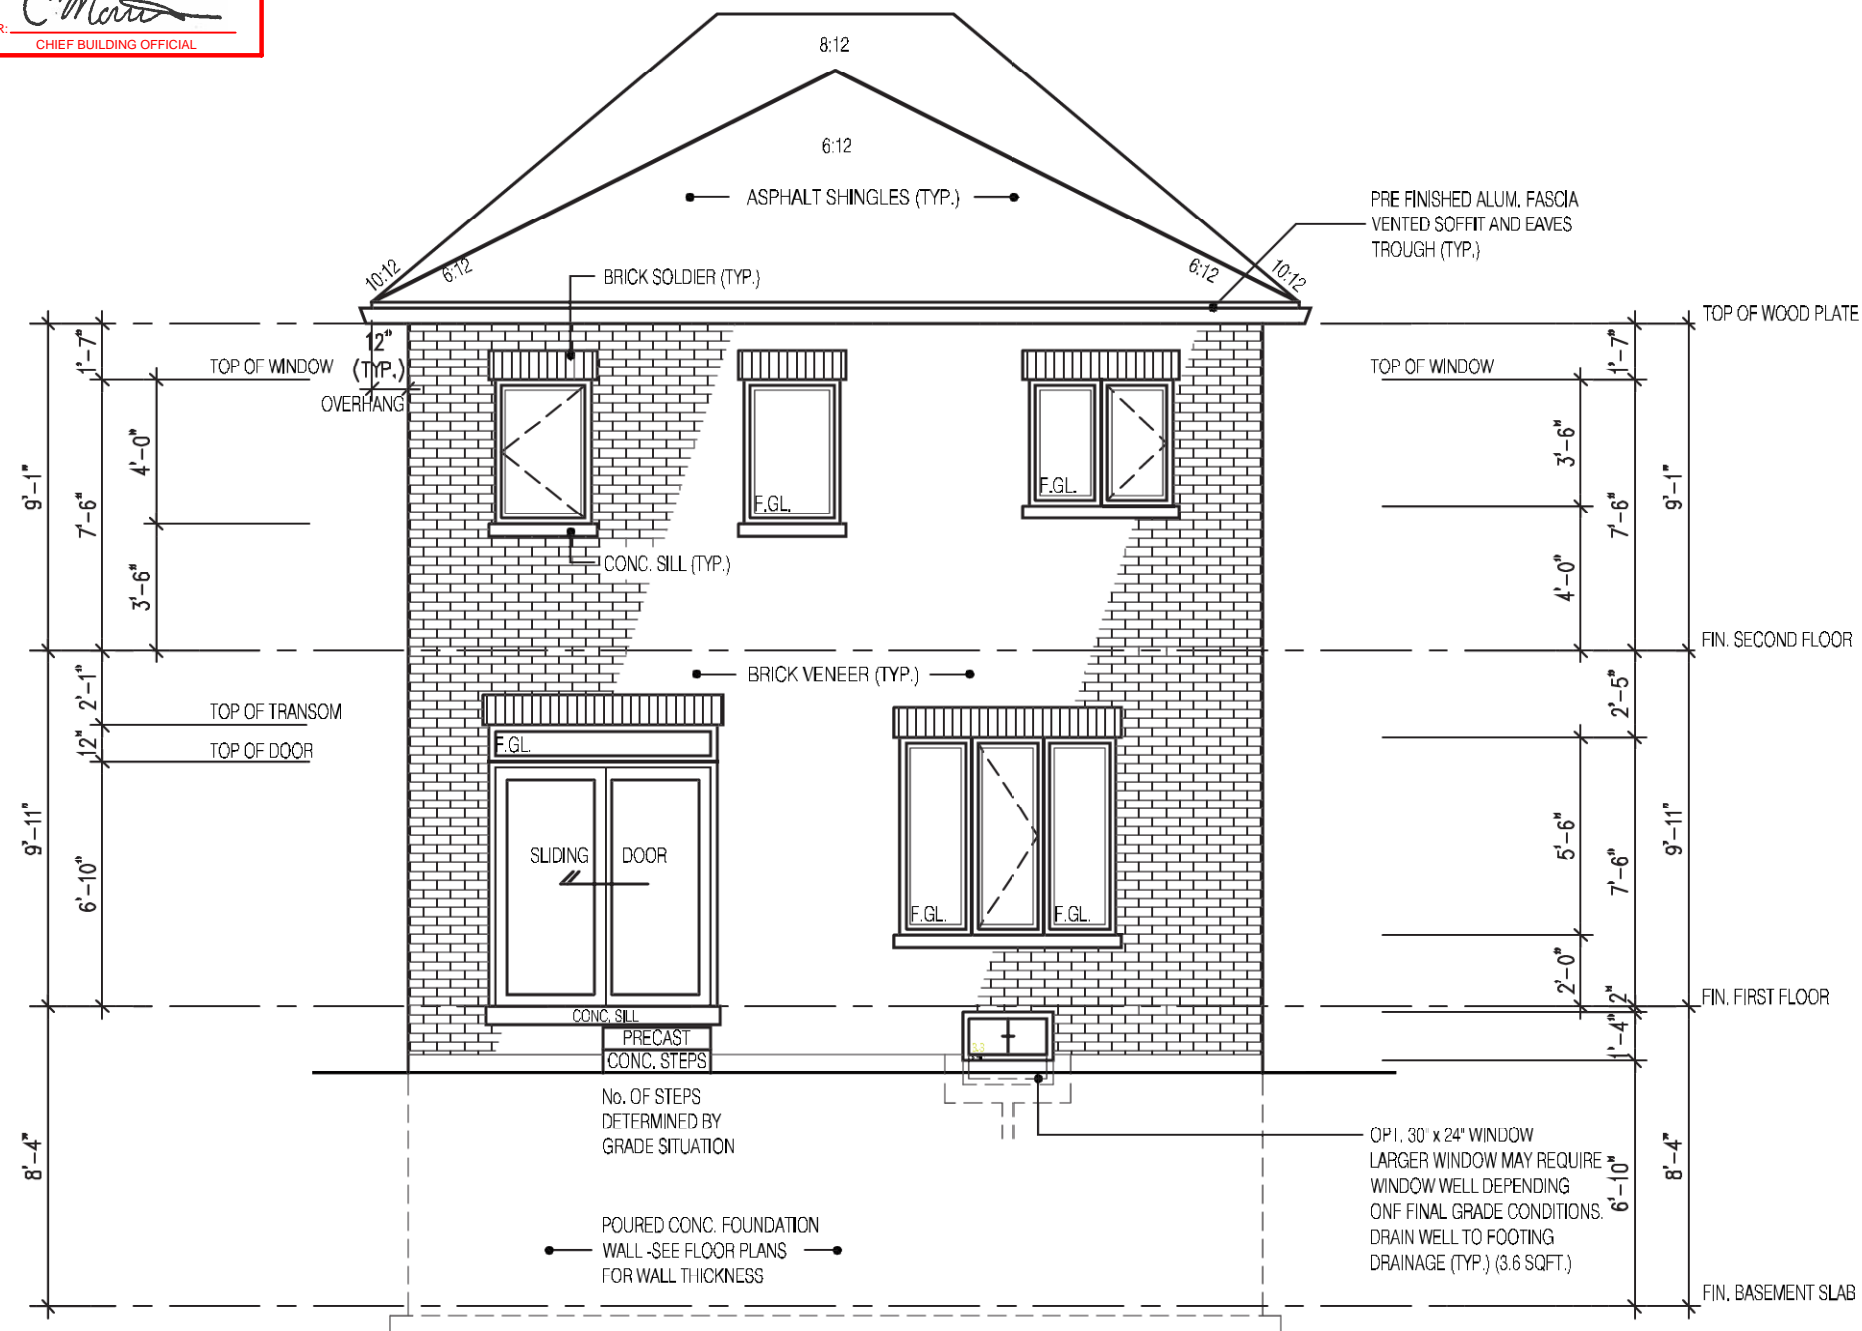 R:
CHIEF BUILDING OFFICIAL
8:12
6:12
ASPHALT SHINGLES (TYP.)
PRE FINISHED ALUM. FASCIA
VENTED SOFFIT AND EAVES
TROUGH (TYP.)
10:12
6:12
6:12
10:12
BRICK SOLDIER (TYP.)
TOP OF WOOD PLATE
1'-7"
TOP OF WINDOW
12"
(TYP.)
OVERHANG
TOP OF WINDOW
1'-7"
9'-1"
7'-6"
4'-0"
3'-6"
F.GL.
F.GL.
3'-6"
4'-0"
7'-6"
9'-1"
CONC. SILL (TYP.)
FIN. SECOND FLOOR
BRICK VENEER (TYP.)
2'-1"
TOP OF TRANSOM
12"
TOP OF DOOR
2'-5"
F.GL.
9'-11"
6'-10"
SLIDING DOOR
F.GL.
F.GL.
5'-6"
7'-6"
9'-11"
2'-0"
2"
FIN. FIRST FLOOR
CONC. SILL
PRECAST
CONC. STEPS
1'-4"
No. OF STEPS
DETERMINED BY
GRADE SITUATION
8'-4"
OPT. 30" x 24" WINDOW
LARGER WINDOW MAY REQUIRE
WINDOW WELL DEPENDING
ONF FINAL GRADE CONDITIONS.
DRAIN WELL TO FOOTING
DRAINAGE (TYP.) (3.6 SQFT.)
6'-10"
8'-4"
POURED CONC. FOUNDATION
WALL -SEE FLOOR PLANS
FOR WALL THICKNESS
FIN. BASEMENT SLAB